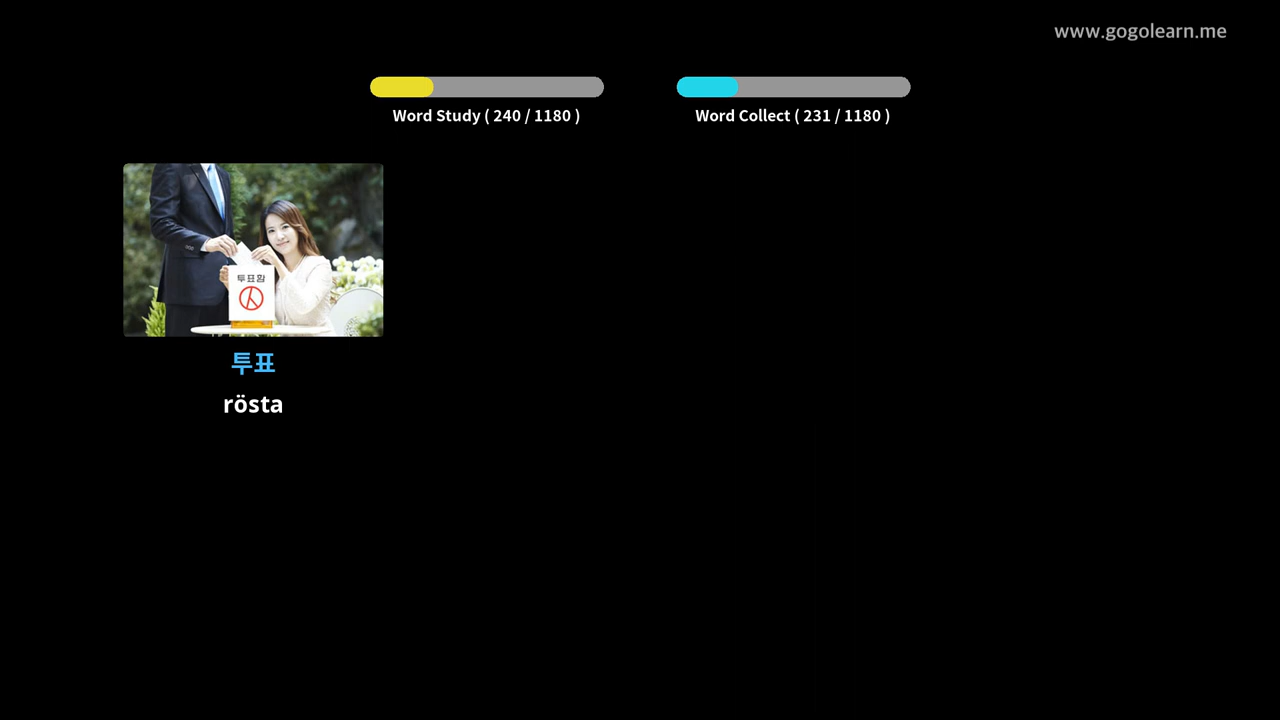 www.gogolearn.me
Word Study ( 240 / 1180 )
Word Collect ( 231 / 1180 )
투표함
투표
rösta